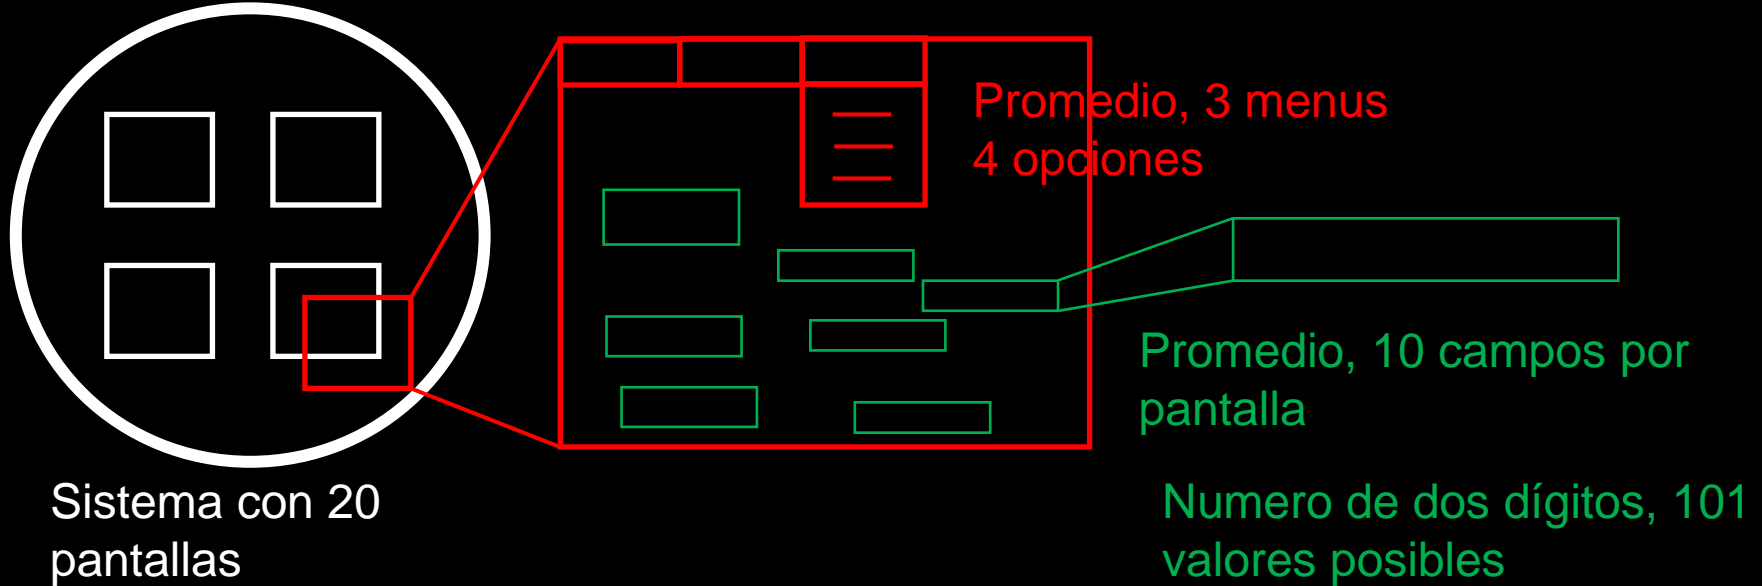 Promedio, 3 menus
4 opciones
Promedio, 10 campos por
pantalla
Sistema con 20
pantallas
Numero de dos dígitos, 101
valores posibles